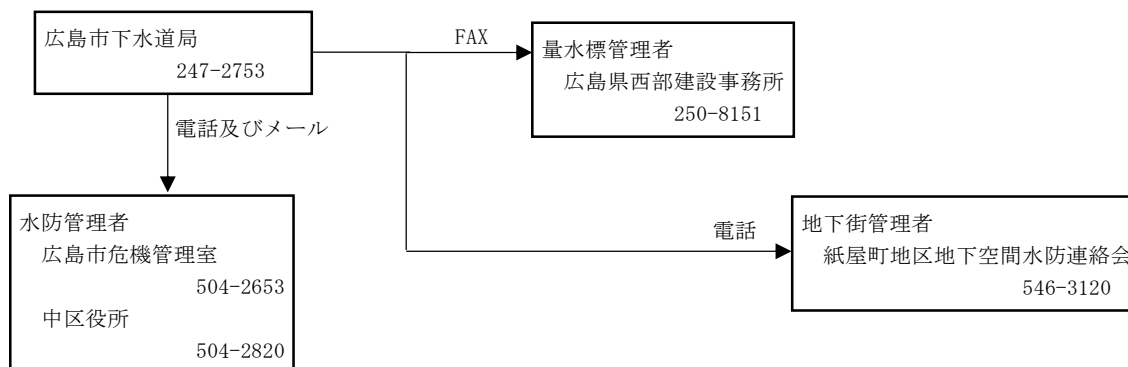 広島市下水道局
247-2753
FAX
量水標管理者
広島県西部建設事務所
250-8151
電話及びメール
水防管理者
広島市危機管理室
504-2653
中区役所
504-2820
電話
地下街管理者
紙屋町地区地下空間水防連絡会
546-3120